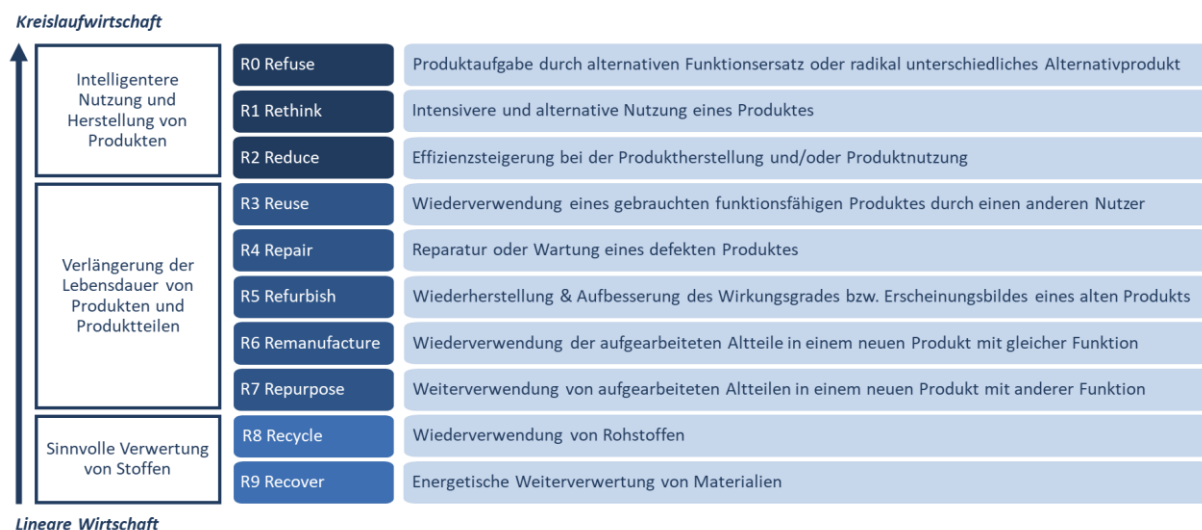 Kreislaufwirtschaft
Intelligentere
Nutzung und
Herstellung von
Produkten
R0 Refuse
Produktaufgabe durch alternativen Funktionsersatz oder radikal unterschiedliches Alternativprodukt
R1 Rethink
Intensivere und alternative Nutzung eines Produktes
R2 Reduce
Effizienzsteigerung bei der Produktherstellung und/oder Produktnutzung
Verlängerung der
Lebensdauer von
Produkten und
Produktteilen
R3 Reuse
Wiederverwendung eines gebrauchten funktionsfähigen Produktes durch einen anderen Nutzer
R4 Repair
Reparatur oder Wartung eines defekten Produktes
R5 Refurbish
Wiederherstellung & Aufbesserung des Wirkungsgrades bzw. Erscheinungsbildes eines alten Produkts
R6 Remanufacture
Wiederverwendung der aufgearbeiteten Altteile in einem neuen Produkt mit gleicher Funktion
R7 Repurpose
Weiterverwendung von aufgearbeiteten Altteilen in einem neuen Produkt mit anderer Funktion
Sinnvolle Verwertung
von Stoffen
R8 Recycle
Wiederverwendung von Rohstoffen
R9 Recover
Energetische Weiterverwertung von Materialien
Lineare Wirtschaft